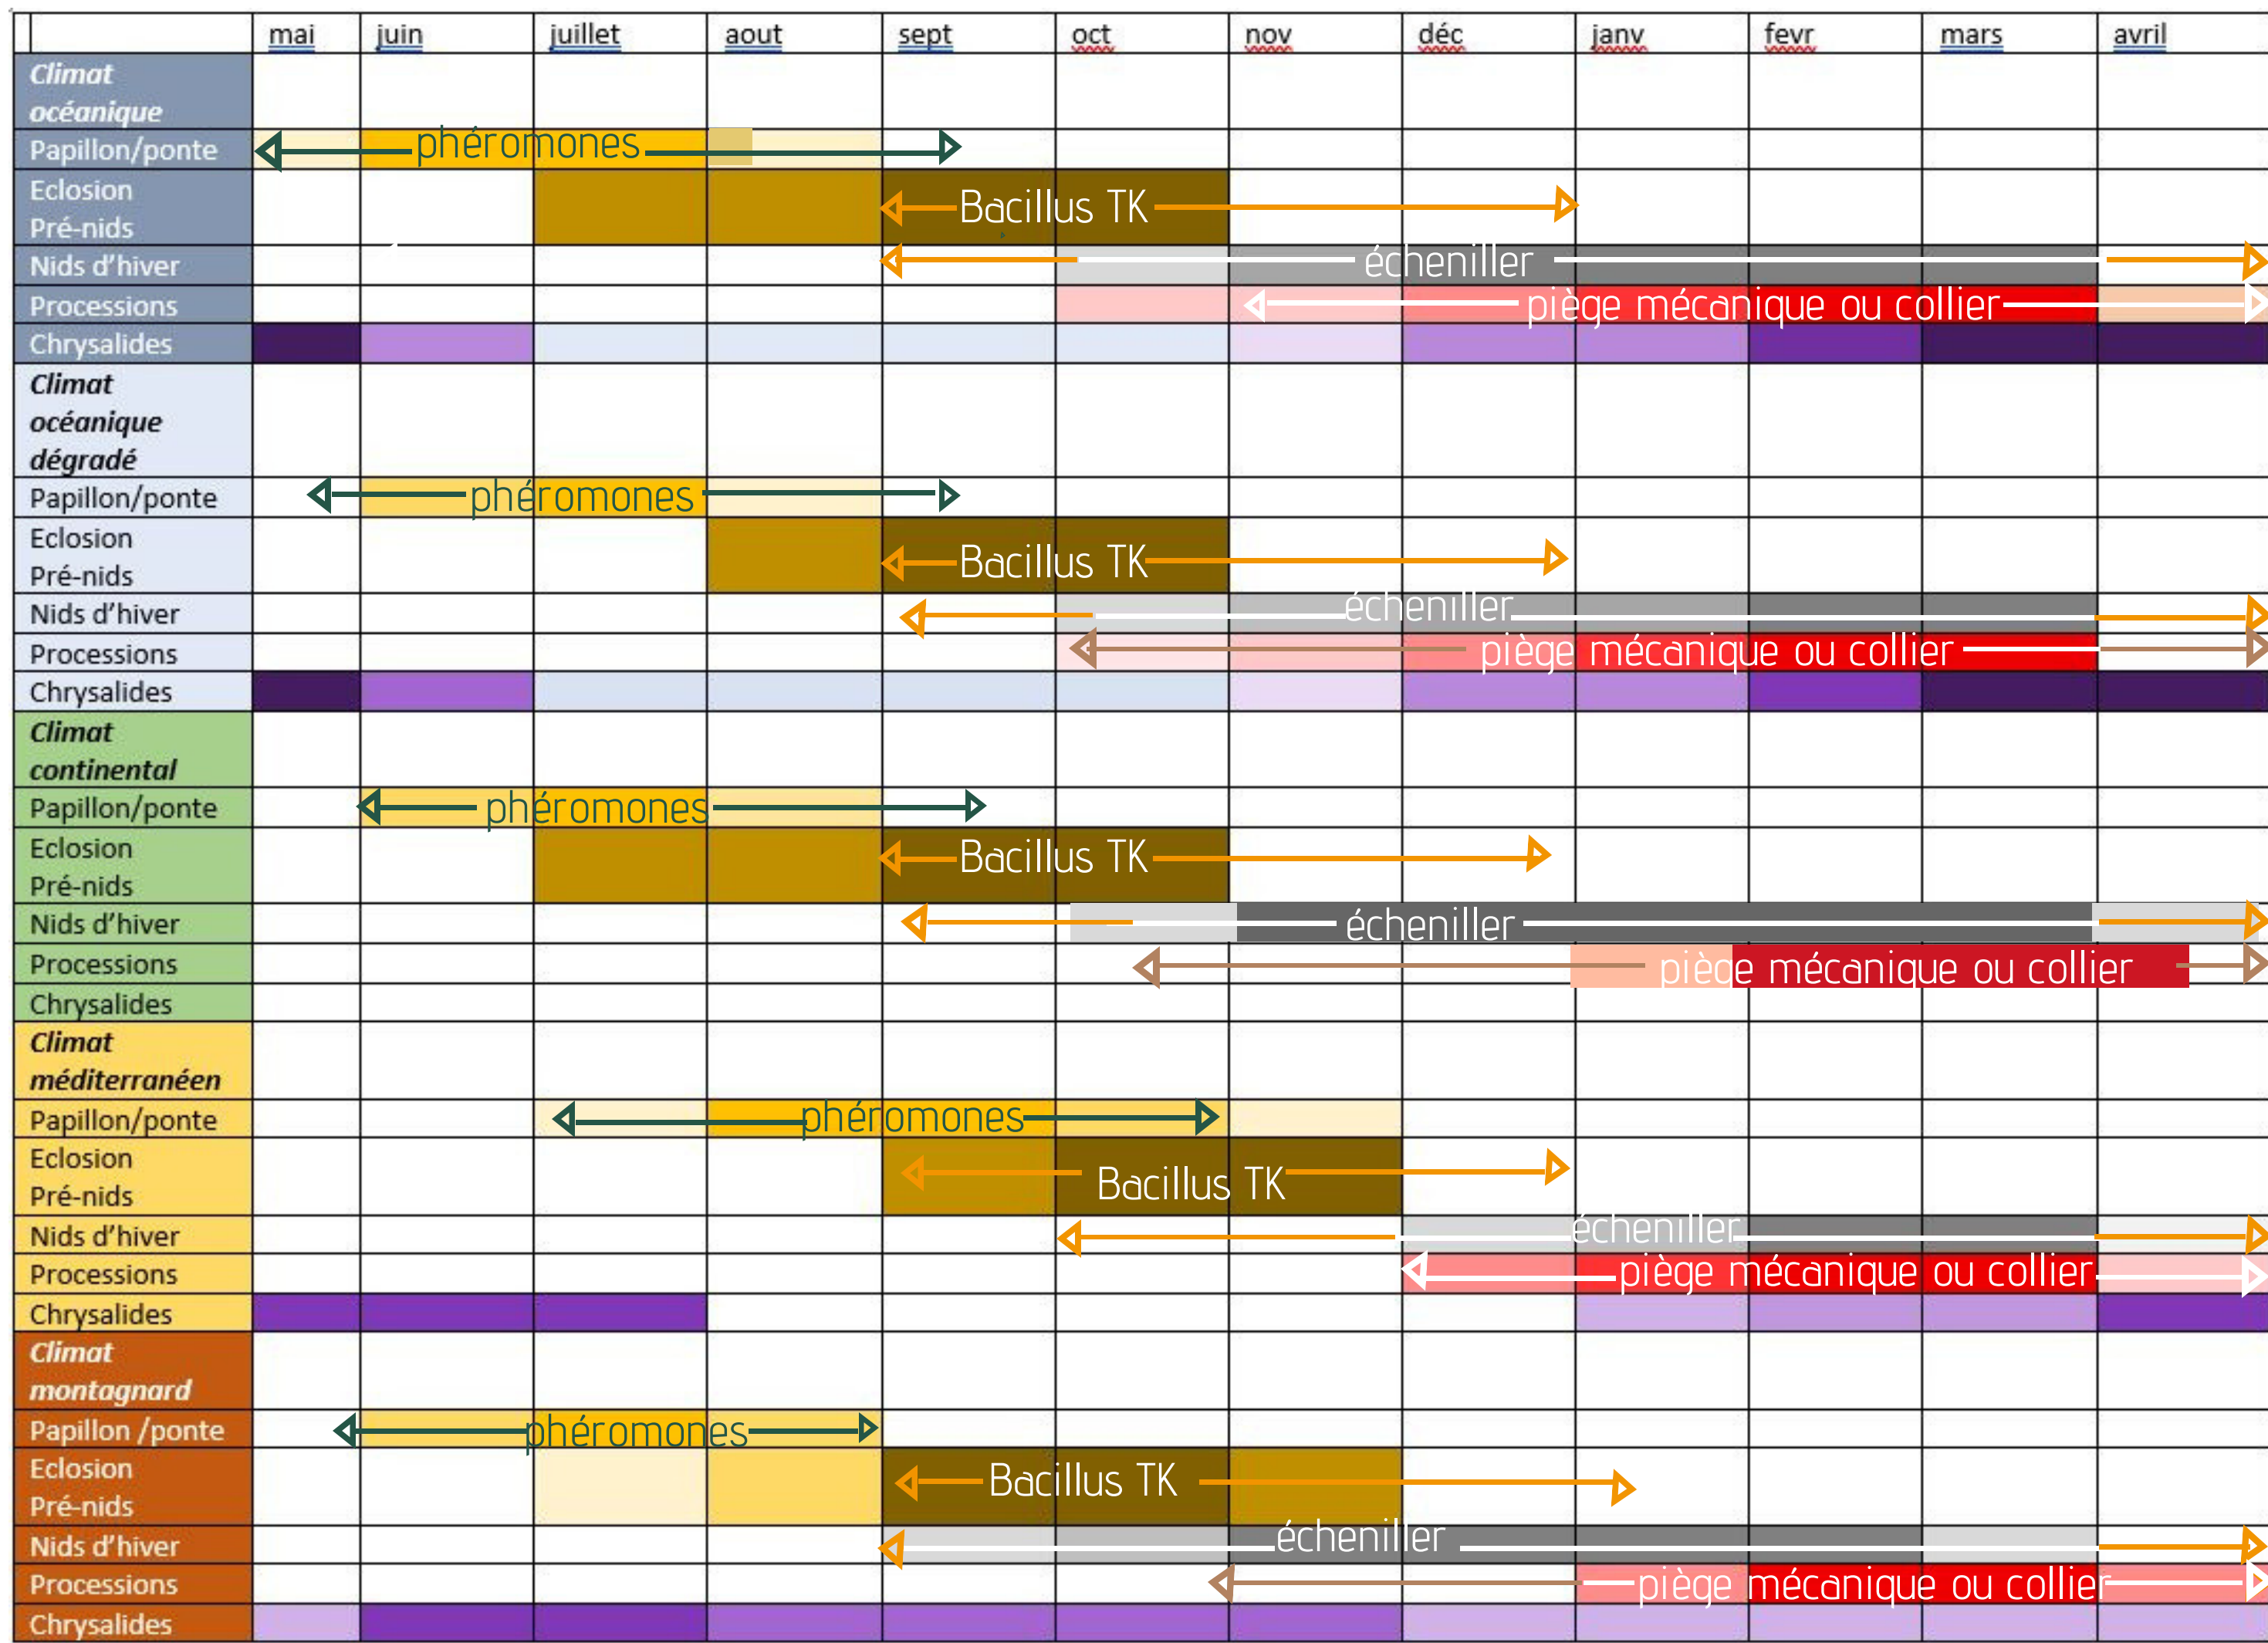 mai juin juillet aout sept oct nov déc janv fevr mars avril
Climat
océanique
Papillon/ponte phéromones
Eclosion
Pré-nids Bacillus TK
Nids d'hiver écheniller
Processions piège mécanique ou collier
Chrysalides
Climat
océanique
dégradé
Papillon/ponte phéromones
Eclosion
Pré-nids Bacillus TK
Nids d'hiver écheniller
Processions piège mécanique ou collier
Chrysalides
Climat
continental
Papillon/ponte phéromones
Eclosion
Pré-nids Bacillus TK
Nids d'hiver écheniller
Processions piège mécanique ou collier
Chrysalides
Climat
méditerranéen
Papillon/ponte phéromones
Eclosion
Pré-nids Bacillus TK
Nids d'hiver écheniller
Processions piège mécanique ou collier
Chrysalides
Climat
montagnard
Papillon /ponte phéromones
Eclosion
Pré-nids Bacillus TK
Nids d'hiver écheniller
Processions piège mécanique ou collier
Chrysalides